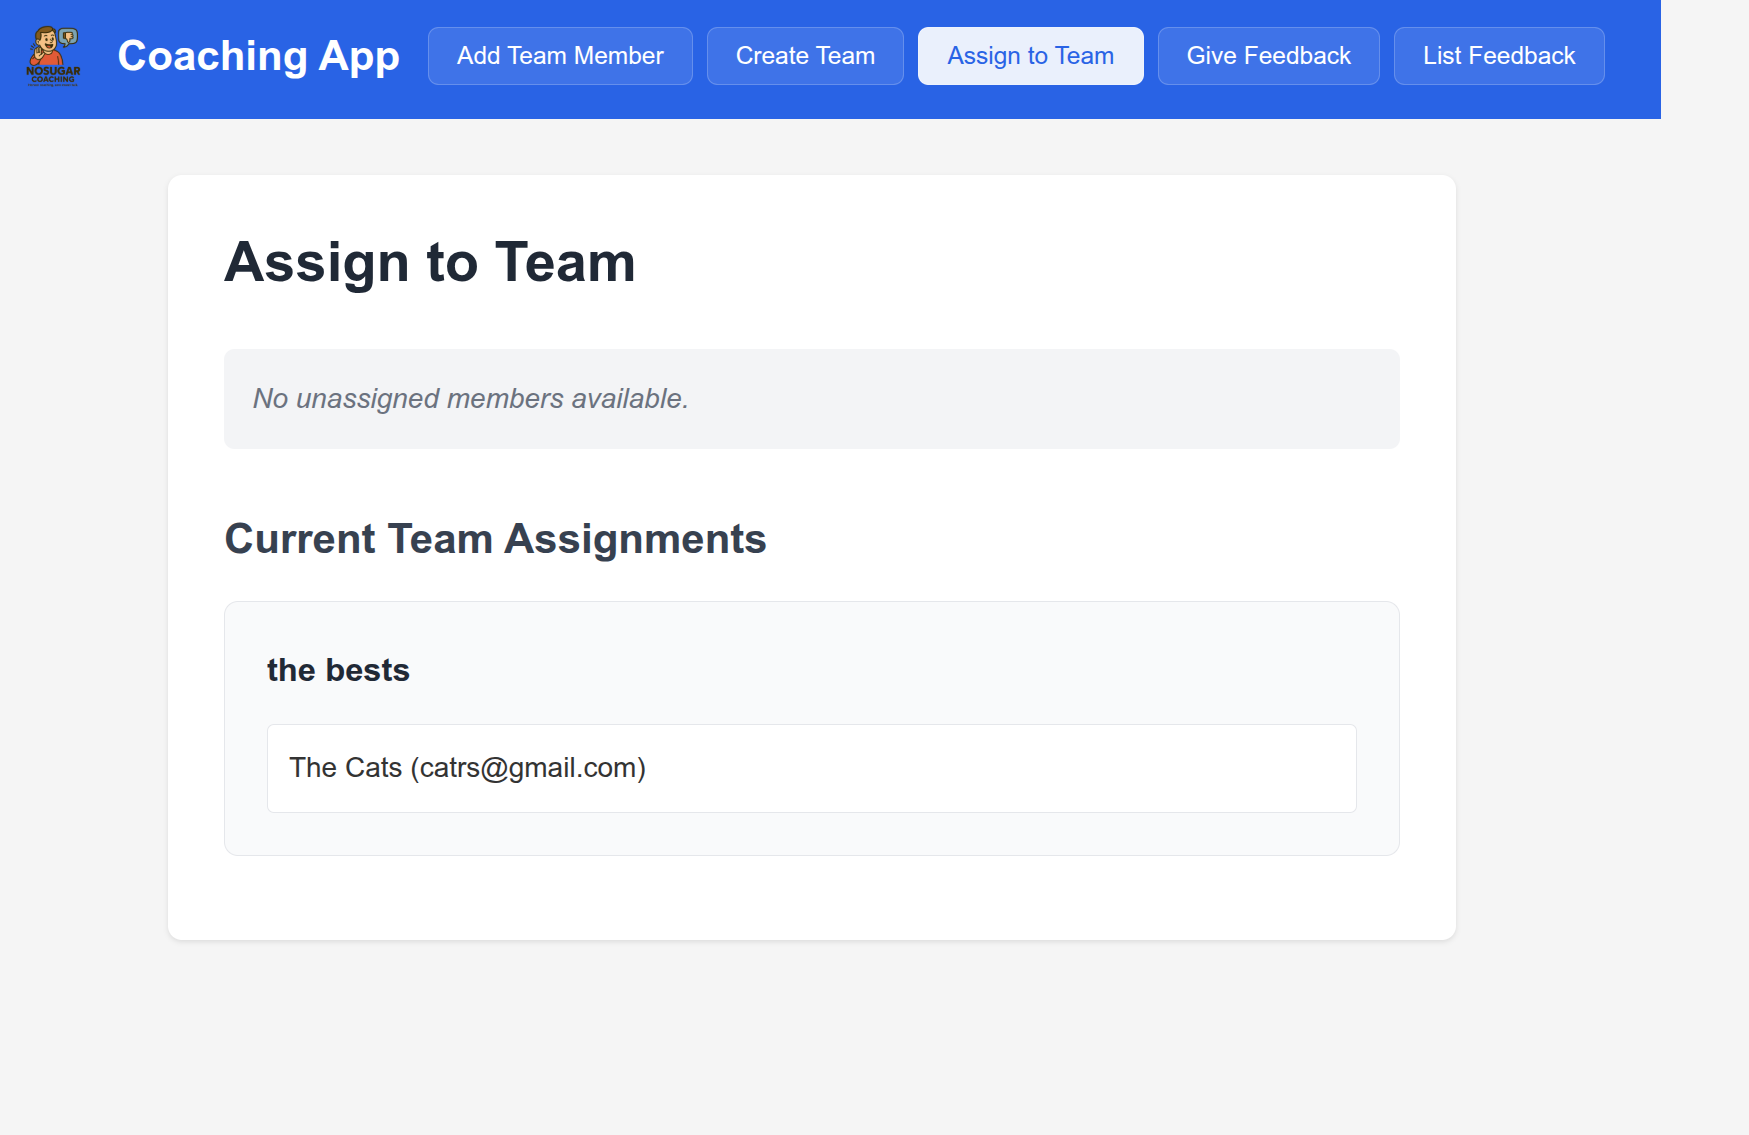 NOSUGAR
COACHING
Coaching App
Add Team Member
Create Team
Assign to Team
Give Feedback
List Feedback
Assign to Team
No unassigned members available.
Current Team Assignments
the bests
The Cats (catrs@gmail.com)